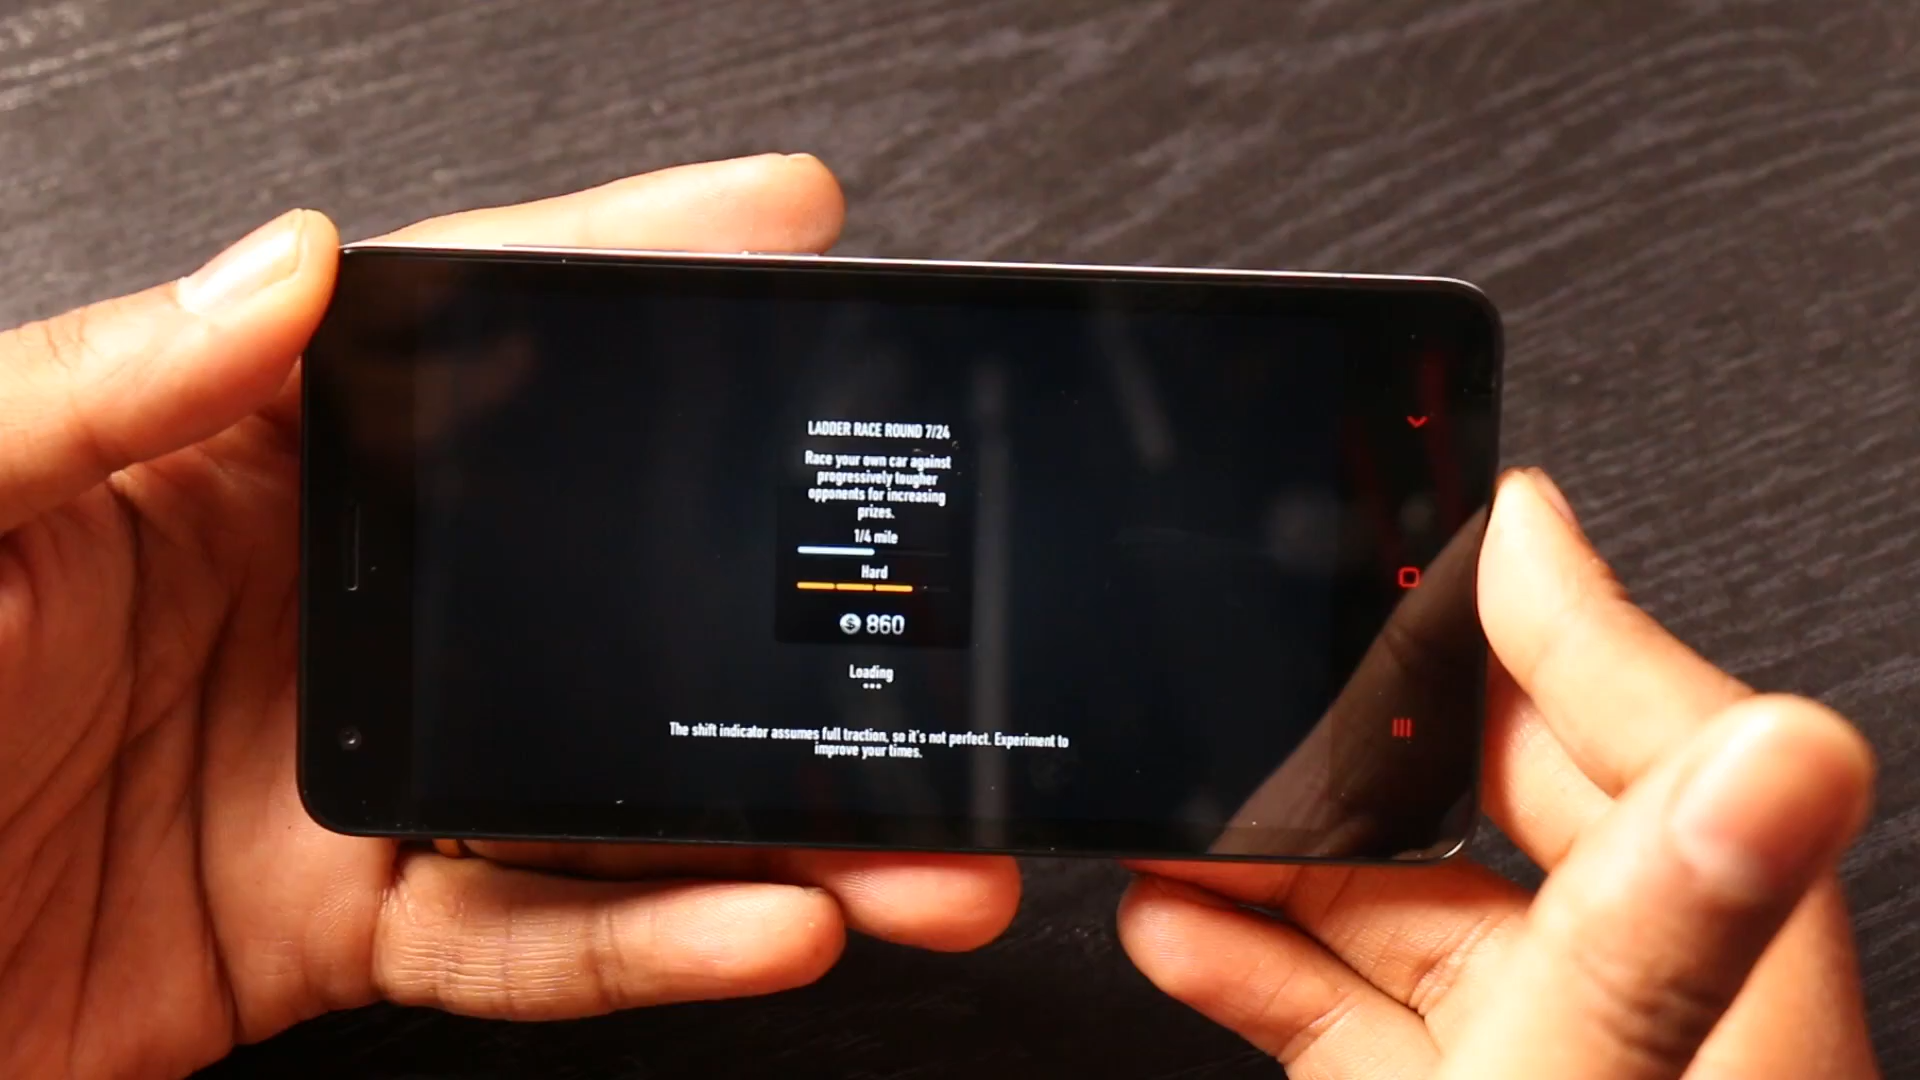 LADDER RACE ROUND 7/24
Race your own car against
progressively tougher
opponents for increasing
prizes.
1/4 mile
Hard
860
Loading
...
The shift indicator assumes full traction, so it's not perfect. Experiment to
improve your times.